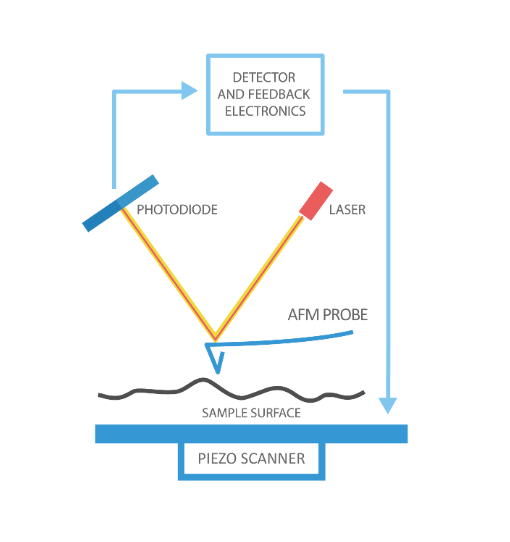 DETECTOR
AND FEEDBACK
ELECTRONICS
PHOTODIODE
LASER
AFM PROBE
SAMPLE SURFACE
PIEZO SCANNER